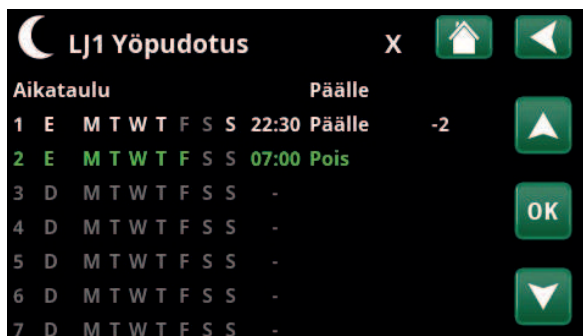 LJ1 Yöpudotus X
Aikataulu Päälle
1 E M T W T F S S 22:30 Päälle -2
2 E M T W T F S S 07:00 Pois
3 D M T W T F S S -
4 D M T W T F S S -
OK
5 D M T W T F S S -
6 D M T W T F S S -
7 D M T W T F S S -